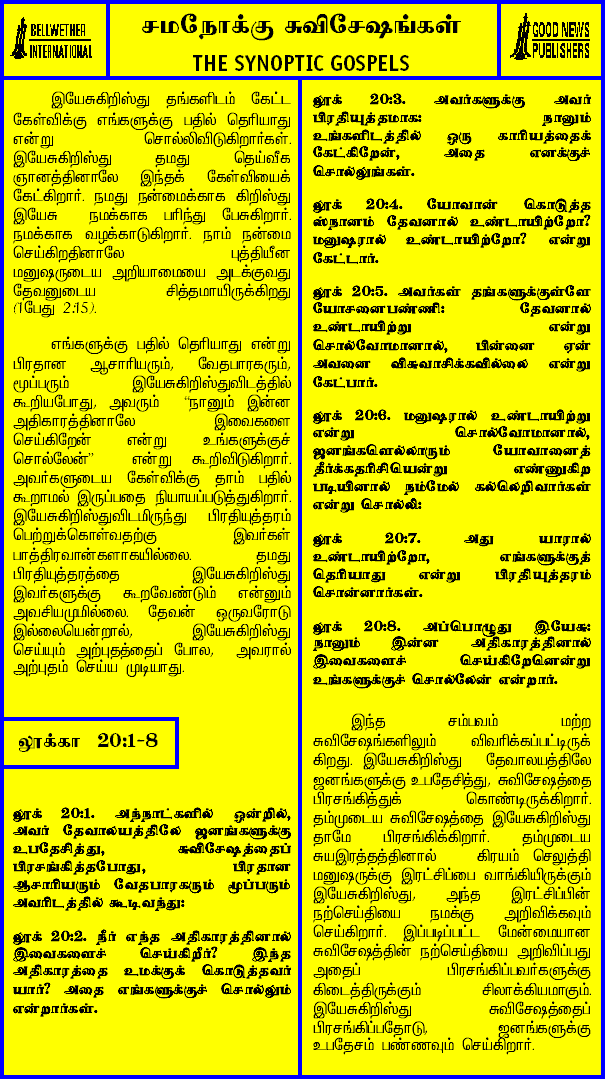 BELLWETHER
INTERNATIONAL
சமநோக்கு சுவிசேஷங்கள்
THE SYNOPTIC GOSPELS
GOOD NEWS
PUBLISHERS
இயேசுகிறிஸ்து தங்களிடம் கேட்ட
கேள்விக்கு எங்களுக்கு பதில் தெரியாது
என்று சொல்லிவிடுகிறார்கள்.
இயேசுகிறிஸ்து தமது தெய்வீக
ஞானத்தினாலே இந்தக் கேள்வியைக்
கேட்கிறார். நமது நன்மைக்காக கிறிஸ்து
இயேசு நமக்காக பரிந்து பேசுகிறார்.
நமக்காக வழக்காடுகிறார். நாம் நன்மை
செய்கிறதினாலே புத்தியீன
மனுஷருடைய அறியாமையை அடக்குவது
தேவனுடைய சித்தமாயிருக்கிறது
(1பேது 2:15).
எங்களுக்கு பதில் தெரியாது என்று
பிரதான ஆசாரியரும், வேதபாரகரும்,
மூப்பரும் இயேசுகிறிஸ்துவிடத்தில்
கூறியபோது, அவரும் “நானும் இன்ன
அதிகாரத்தினாலே இவைகளை
செய்கிறேன் என்று உங்களுக்குச்
சொல்லேன்” என்று கூறிவிடுகிறார்.
அவர்களுடைய கேள்விக்கு தாம் பதில்
கூறாமல் இருப்பதை நியாயப்படுத்துகிறார்.
இயேசுகிறிஸ்துவிடமிருந்து பிரதியுத்தரம்
பெற்றுக்கொள்வதற்கு இவர்கள்
பாத்திரவான்களாகயில்லை. தமது
பிரதியுத்தரத்தை இயேசுகிறிஸ்து
இவர்களுக்கு கூறவேண்டும் என்னும்
அவசியமுமில்லை. தேவன் ஒருவரோடு
இல்லையென்றால், இயேசுகிறிஸ்து
செய்யும் அற்புதத்தைப் போல, அவரால்
அற்புதம் செய்ய முடியாது.
லூக்கா 20:1-8
லூக் 20:1. அந்நாட்களில் ஒன்றில்,
அவர் தேவாலயத்திலே ஜனங்களுக்கு
உபதேசித்து, சுவிசேஷத்தைப்
பிரசங்கித்தபோது, பிரதான
ஆசாரியரும் வேதபாரகரும் மூப்பரும்
அவரிடத்தில் கூடிவந்து:
லூக் 20:2. நீர் எந்த அதிகாரத்தினால்
இவைகளைச் செய்கிறீர்? இந்த
அதிகாரத்தை உமக்குக் கொடுத்தவர்
யார்? அதை எங்களுக்குச் சொல்லும்
என்றார்கள்.
லூக் 20:3. அவர்களுக்கு அவர்
பிரதியுத்தமாக: நானும்
உங்களிடத்தில் ஒரு காரியத்தைக்
கேட்கிறேன், அதை எனக்குச்
சொல்லுங்கள்.
லூக் 20:4. யோவான் கொடுத்த
ஸ்நானம் தேவனால் உண்டாயிற்றோ?
மனுஷரால் உண்டாயிற்றோ? என்று
கேட்டார்.
லூக் 20:5. அவர்கள் தங்களுக்குள்ளே
யோசனைபண்ணி: தேவனால்
உண்டாயிற்று என்று
சொல்வோமானால், பின்னை ஏன்
அவனை விசுவாசிக்கவில்லை என்று
கேட்பார்.
லூக் 20:6. மனுஷரால் உண்டாயிற்று
என்று சொல்வோமானால்,
ஜனங்களெல்லாரும் யோவானைத்
தீர்க்கதரிசியென்று எண்ணுகிற
படியினால் நம்மேல் கல்லெறிவார்கள்
என்று சொல்லி:
லூக் 20:7. அது யாரால்
உண்டாயிற்றோ, எங்களுக்குத்
தெரியாது என்று பிரதியுத்தரம்
சொன்னார்கள்.
லூக் 20:8. அப்பொழுது இயேசு:
நானும் இன்ன அதிகாரத்தினால்
இவைகளைச் செய்கிறேனென்று
உங்களுக்குச் சொல்லேன் என்றார்.
இந்த சம்பவம் மற்ற
சுவிசேஷங்களிலும் விவரிக்கப்பட்டிருக்
கிறது. இயேசுகிறிஸ்து தேவாலயத்திலே
ஜனங்களுக்கு உபதேசித்து, சுவிசேஷத்தை
பிரசங்கித்துக் கொண்டிருக்கிறார்.
தம்முடைய சுவிசேஷத்தை இயேசுகிறிஸ்து
தாமே பிரசங்கிக்கிறார். தம்முடைய
சுயஇரத்தத்தினால் கிரயம் செலுத்தி
மனுஷருக்கு இரட்சிப்பை வாங்கியிருக்கும்
இயேசுகிறிஸ்து, அந்த இரட்சிப்பின்
நற்செய்தியை நமக்கு அறிவிக்கவும்
செய்கிறார். இப்படிப்பட்ட மேன்மையான
சுவிசேஷத்தின் நற்செய்தியை அறிவிப்பது
அதைப் பிரசங்கிப்பவர்களுக்கு
கிடைத்திருக்கும் சிலாக்கியமாகும்.
இயேசுகிறிஸ்து சுவிசேஷத்தைப்
பிரசங்கிப்பதோடு, ஜனங்களுக்கு
உபதேசம் பண்ணவும் செய்கிறார்.